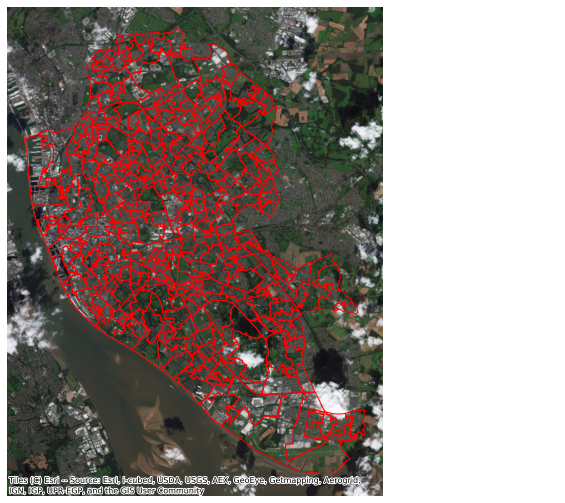 Tiles (C) Esri -- Source: Esri, i-cubed, USDA, USGS, AEX, GeoEye, Getmapping, Aerogrid,
IGN, IGP, UPR-EGP, and the GIS User Community